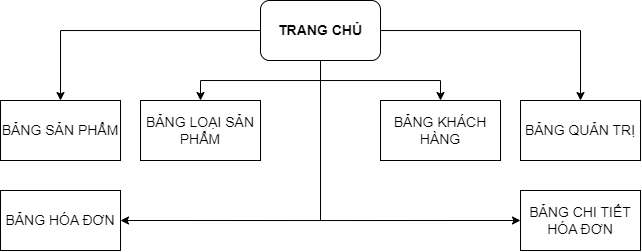 TRANG CHỦ
BẢNG SẢN PHẨM
BẢNG LOẠI SẢN
PHẨM
BẢNG KHÁCH
HÀNG
BẢNG QUẢN TRỊ
BẢNG HÓA ĐƠN
BẢNG CHI TIẾT
HÓA ĐƠN